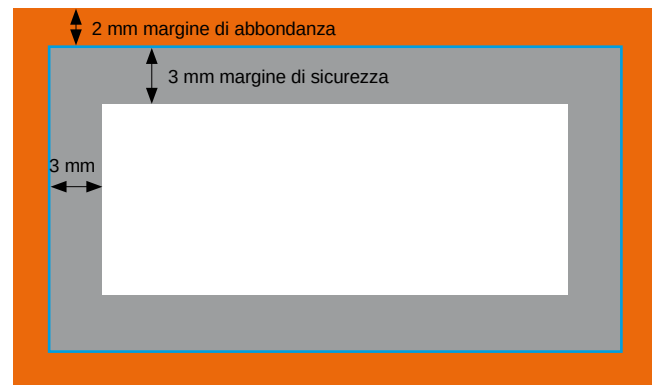 2 mm margine di abbondanza
3 mm margine di sicurezza
3 mm